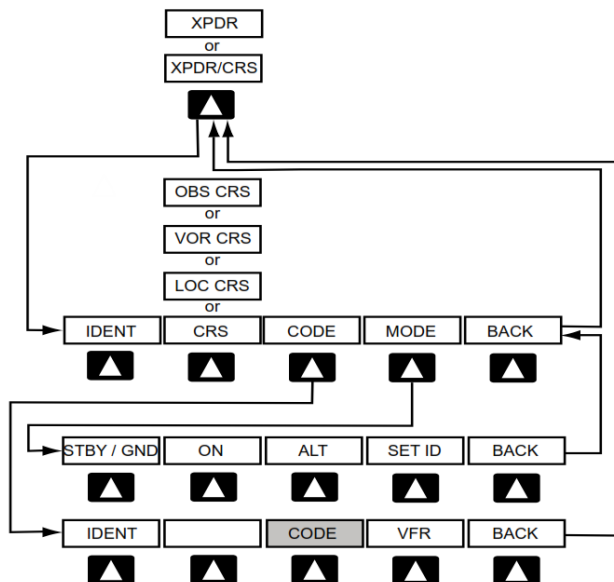 XPDR
or
XPDR/CRS
OBS CRS
or
VOR CRS
or
LOC CRS
or
IDENT CRS CODE MODE BACK
STBY / GND ON ALT SET ID BACK
IDENT CODE VFR BACK